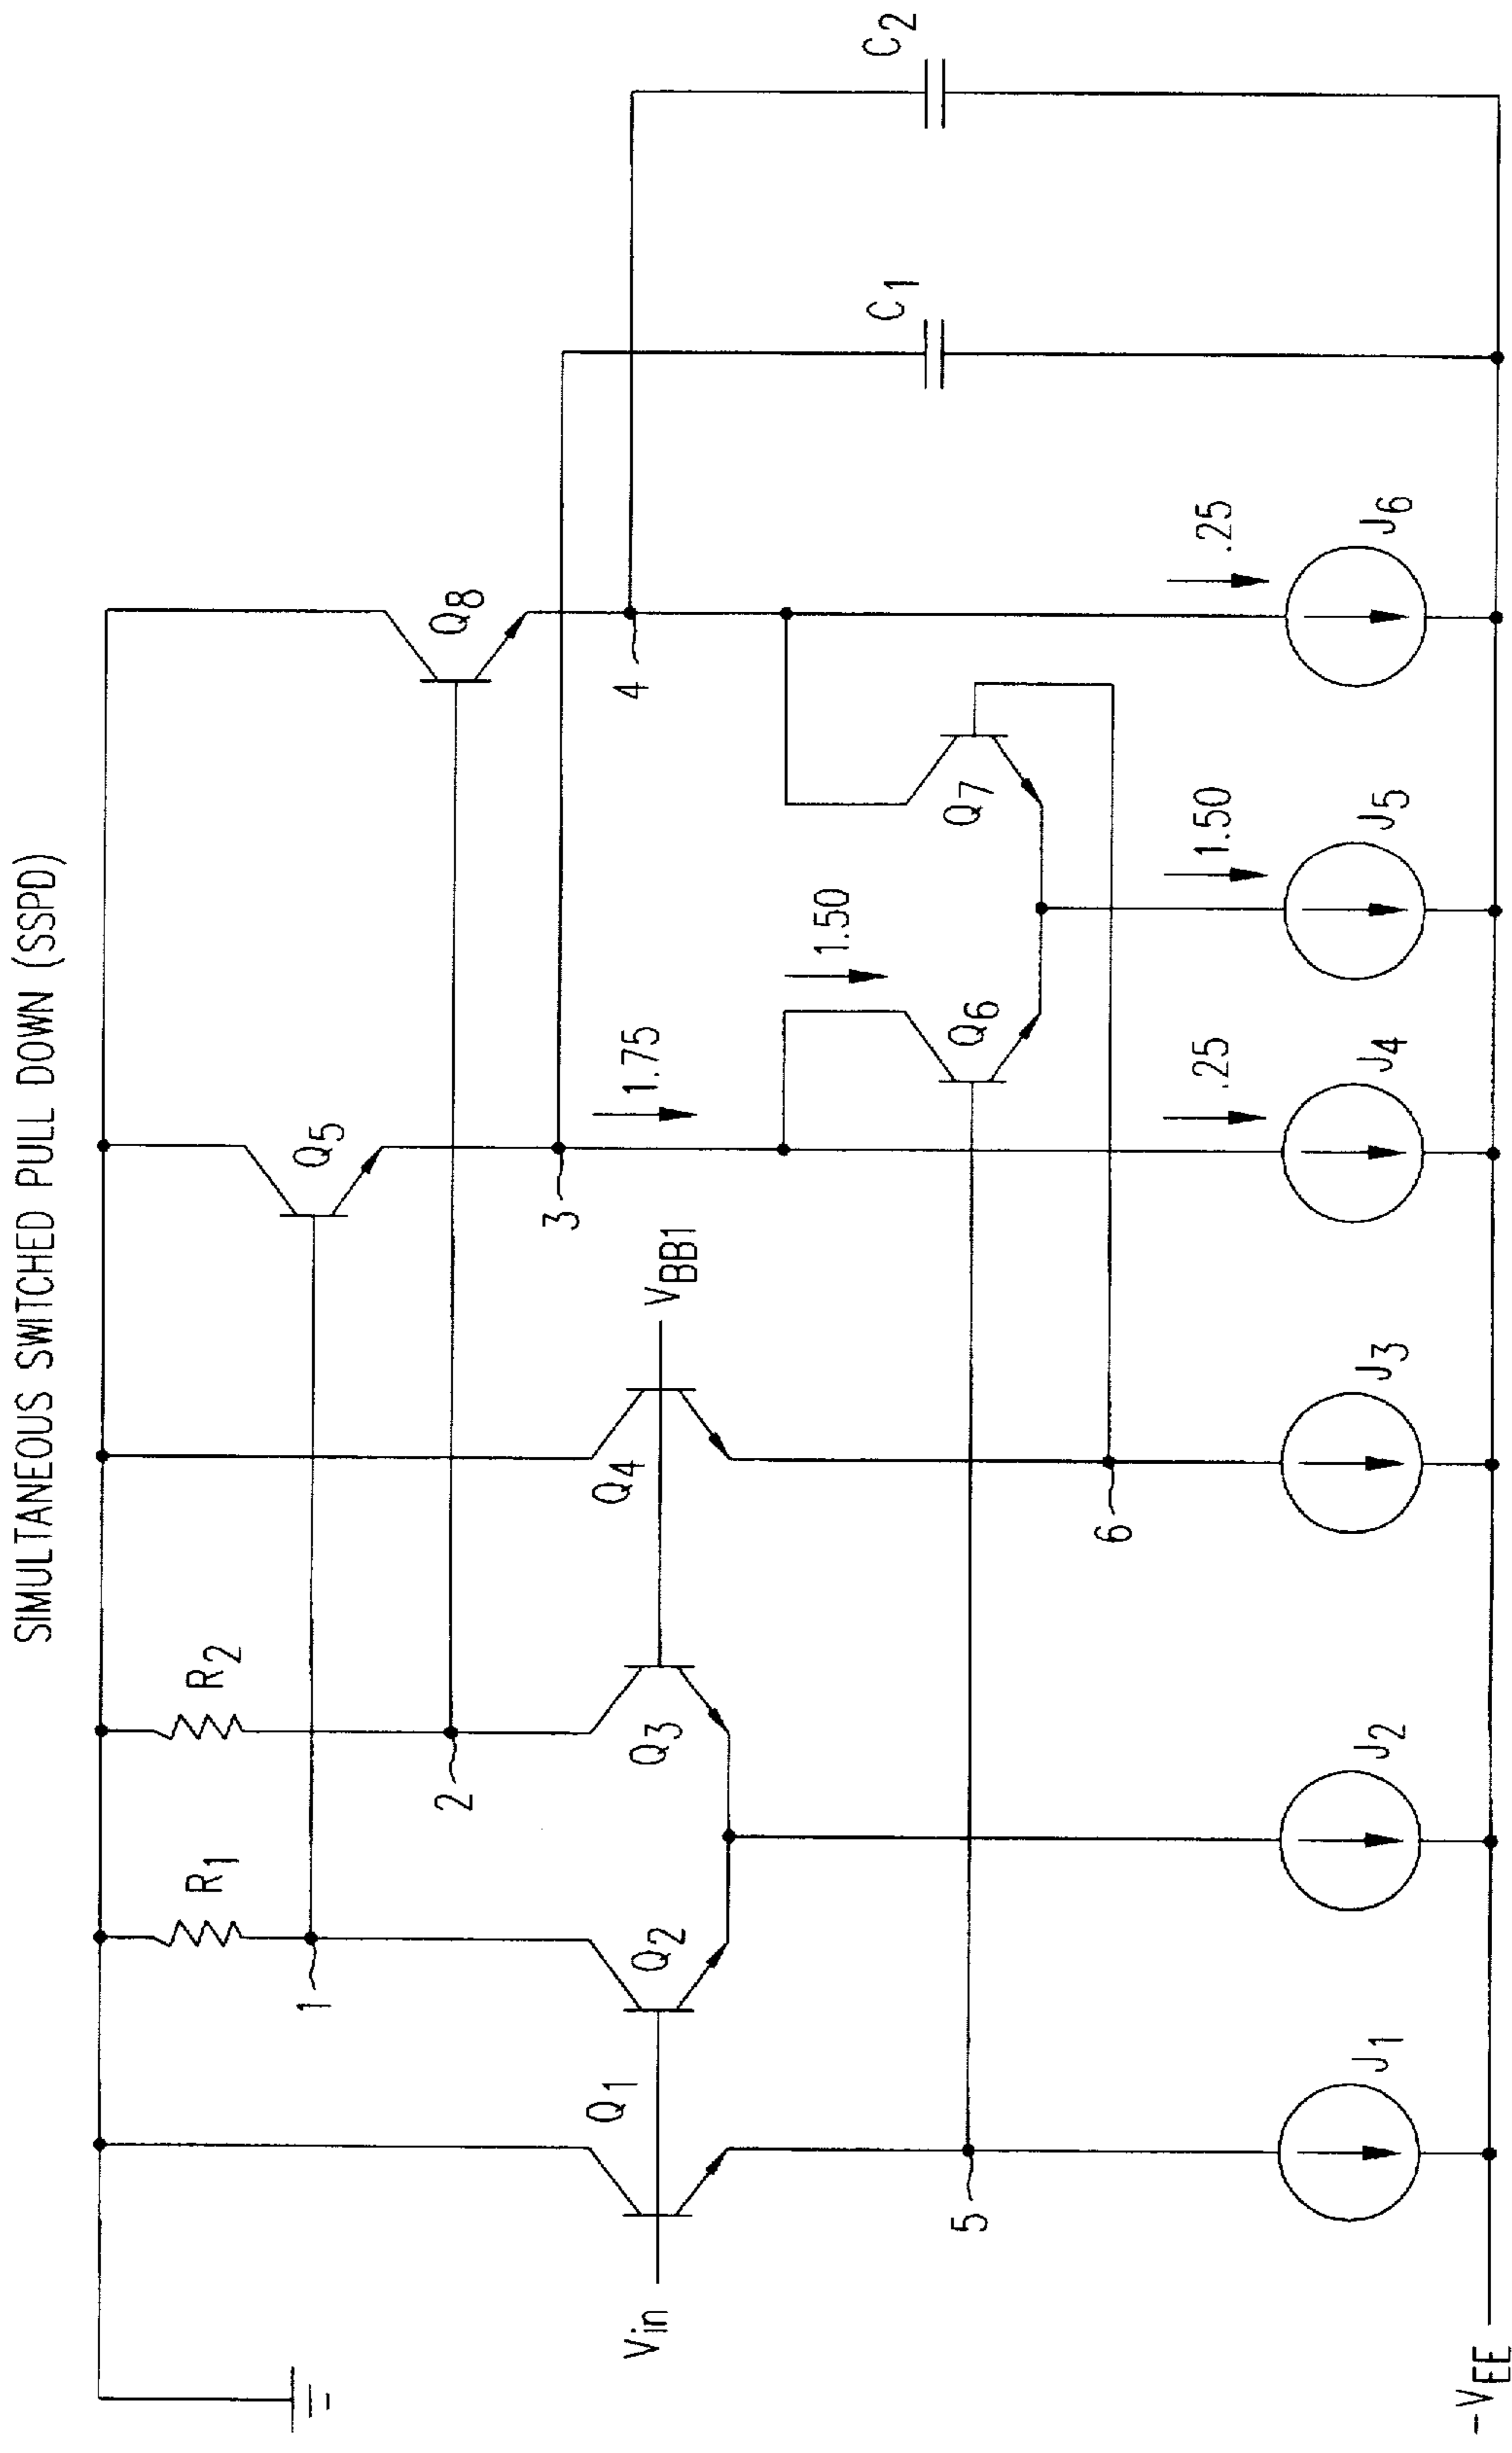 SIMULTANEOUS SWITCHED PULL DOWN (SSPD)
R1
R2
Q5
Q8
1
2
3
4
C1
C2
Vin
Q1
Q2
Q3
Q4
VBB1
1.75
1.50
Q6
Q7
5
6
.25
1.50
.25
J1
J2
J3
J4
J5
J6
-VEE